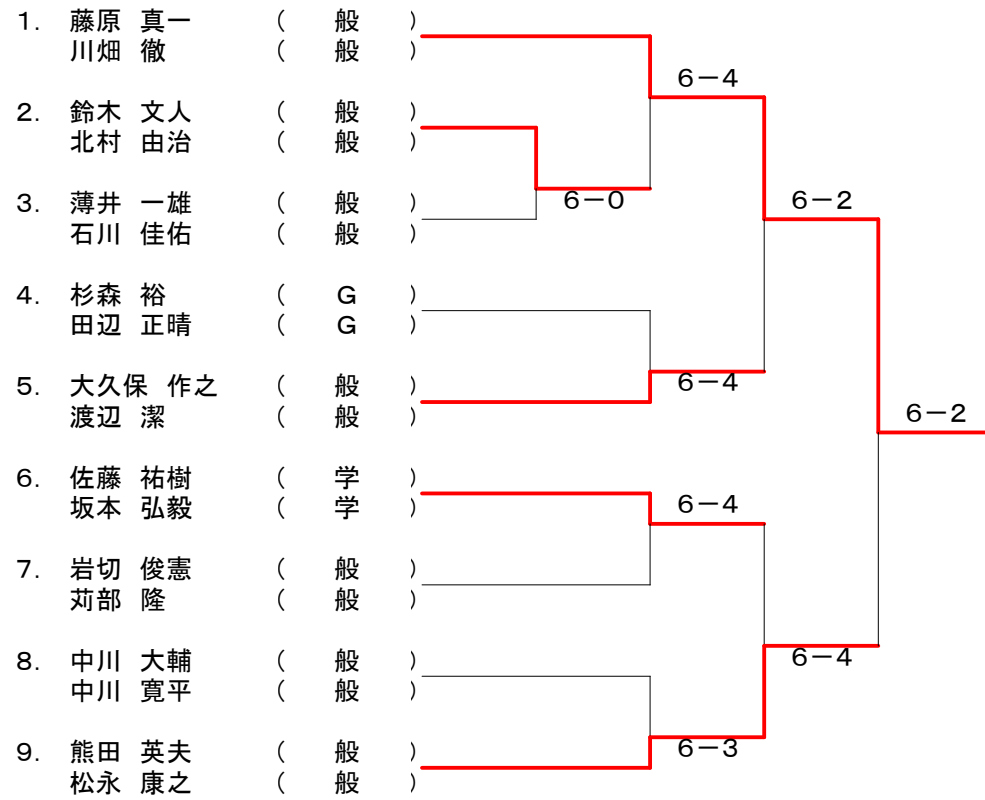 1. 藤原 真一 ( 般 )
川畑 徹 ( 般 )
6-4
2. 鈴木 文人 ( 般 )
北村 由治 ( 般 )
3. 薄井 一雄 ( 般 ) 6-0 6-2
石川 佳佑 ( 般 )
4. 杉森 裕 ( G )
田辺 正晴 ( G )
5. 大久保 作之 ( 般 ) 6-4
渡辺 潔 ( 般 ) 6-2
6. 佐藤 祐樹 ( 学 )
坂本 弘毅 ( 学 ) 6-4
7. 岩切 俊憲 ( 般 )
苅部 隆 ( 般 )
8. 中川 大輔 ( 般 ) 6-4
中川 寛平 ( 般 )
9. 熊田 英夫 ( 般 ) 6-3
松永 康之 ( 般 )